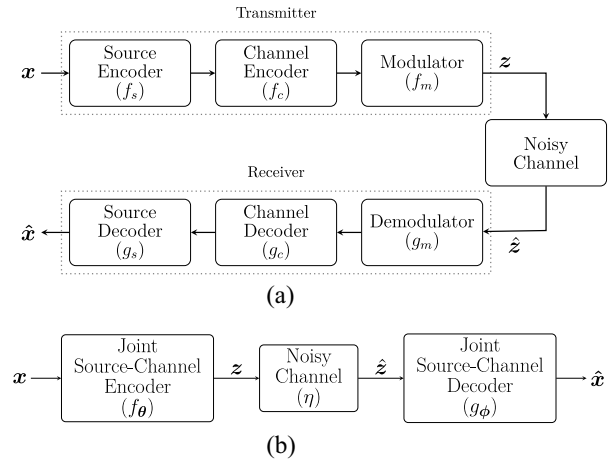 Transmitter
x
Source
Encoder
(f_s)
Channel
Encoder
(f_c)
Modulator
(f_m)
z
Noisy
Channel
Receiver
x̂
Source
Decoder
(g_s)
Channel
Decoder
(g_c)
Demodulator
(g_m)
ẑ
(a)
x
Joint
Source-Channel
Encoder
(f_θ)
z
Noisy
Channel
(η)
ẑ
Joint
Source-Channel
Decoder
(g_ϕ)
x̂
(b)